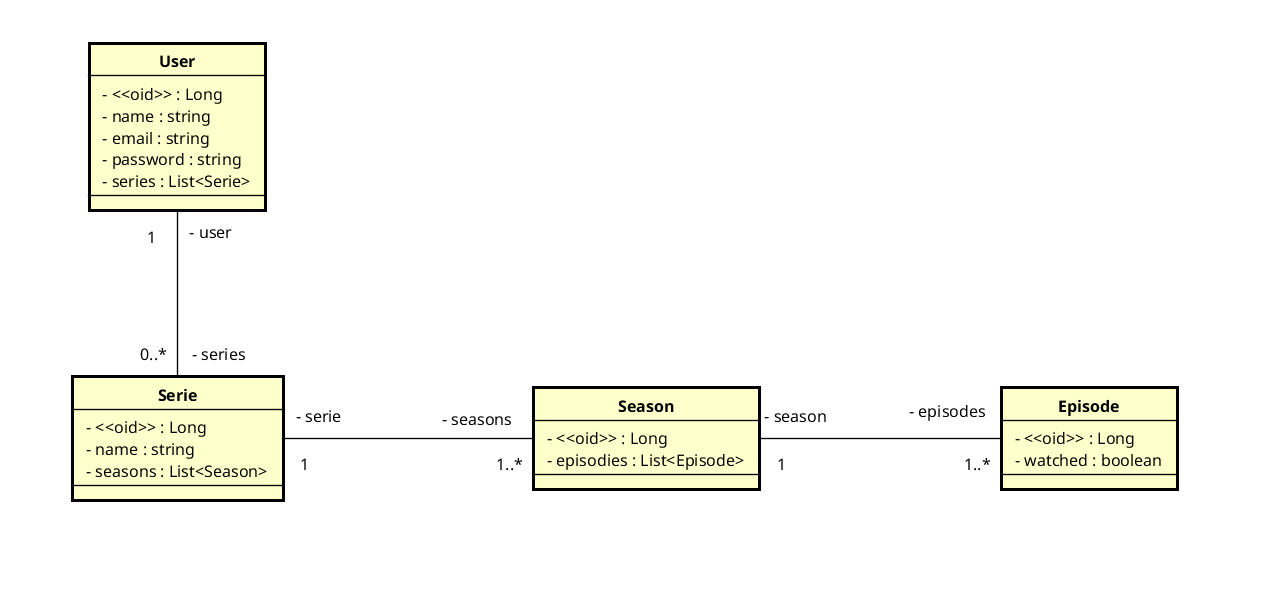 User
- <<oid>> : Long
- name : string
- email : string
- password : string
- series : List<Serie>
1
- user
0..*
- series
Serie
- <<oid>> : Long
- name : string
- seasons : List<Season>
- serie
1
- seasons
1..*
Season
- <<oid>> : Long
- episodies : List<Episode>
- season
1
- episodes
1..*
Episode
- <<oid>> : Long
- watched : boolean